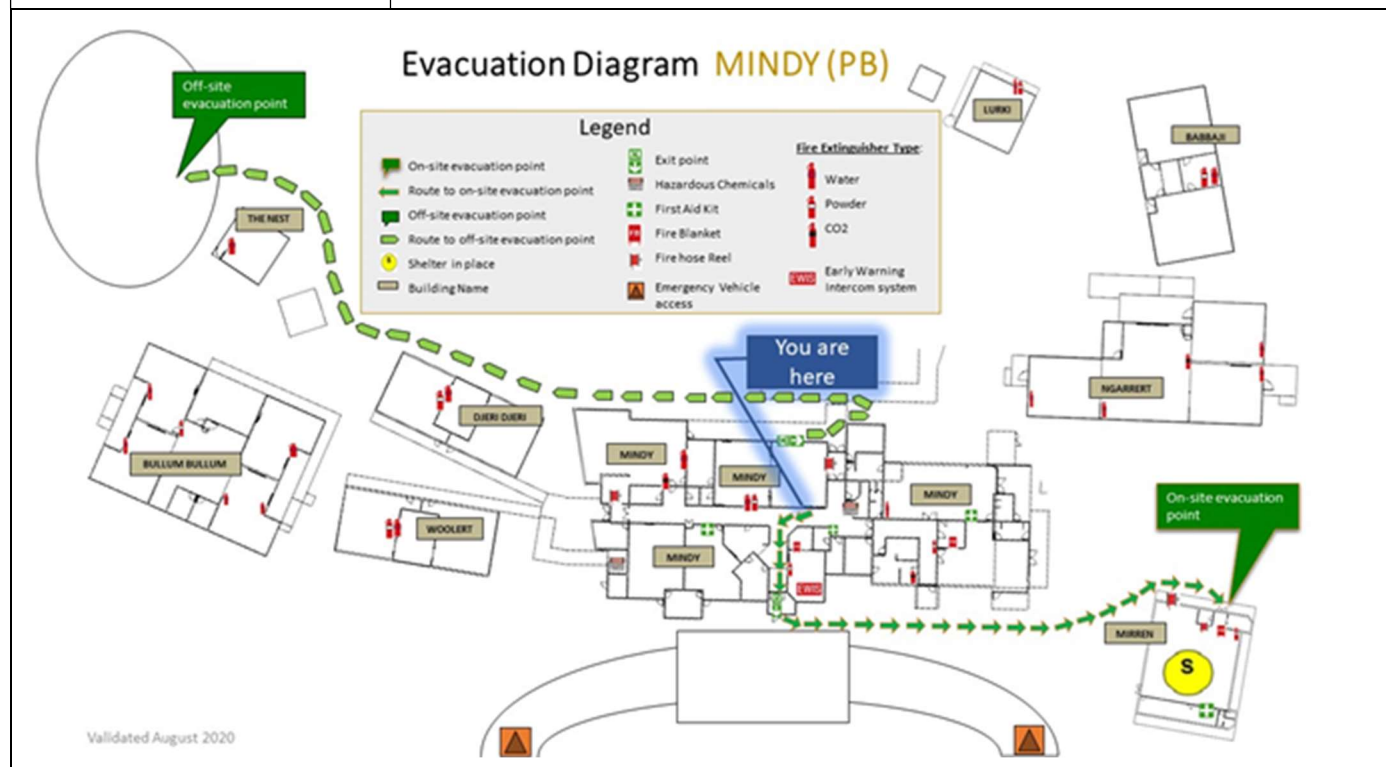 Evacuation Diagram MINDY (PB)
Off-site
evacuation point
Legend
On-site evacuation point
Route to on-site evacuation point
Off-site evacuation point
Route to off-site evacuation point
S
Shelter in place
Building Name
Exit point
Hazardous Chemicals
First Aid Kit
FB
Fire Blanket
Fire hose Reel
Emergency Vehicle
access
Fire Extinguisher Type:
Water
Powder
CO2
EWIS
Early Warning
Intercom system
LURKI
BABBAJI
THE NEST
You are
here
NGARRERT
DJERI DJERI
BULLUM BULLUM
MINDY
MINDY
MINDY
WOOLERT
MINDY
EWIS
On-site evacuation
point
MIRREN
S
Validated August 2020